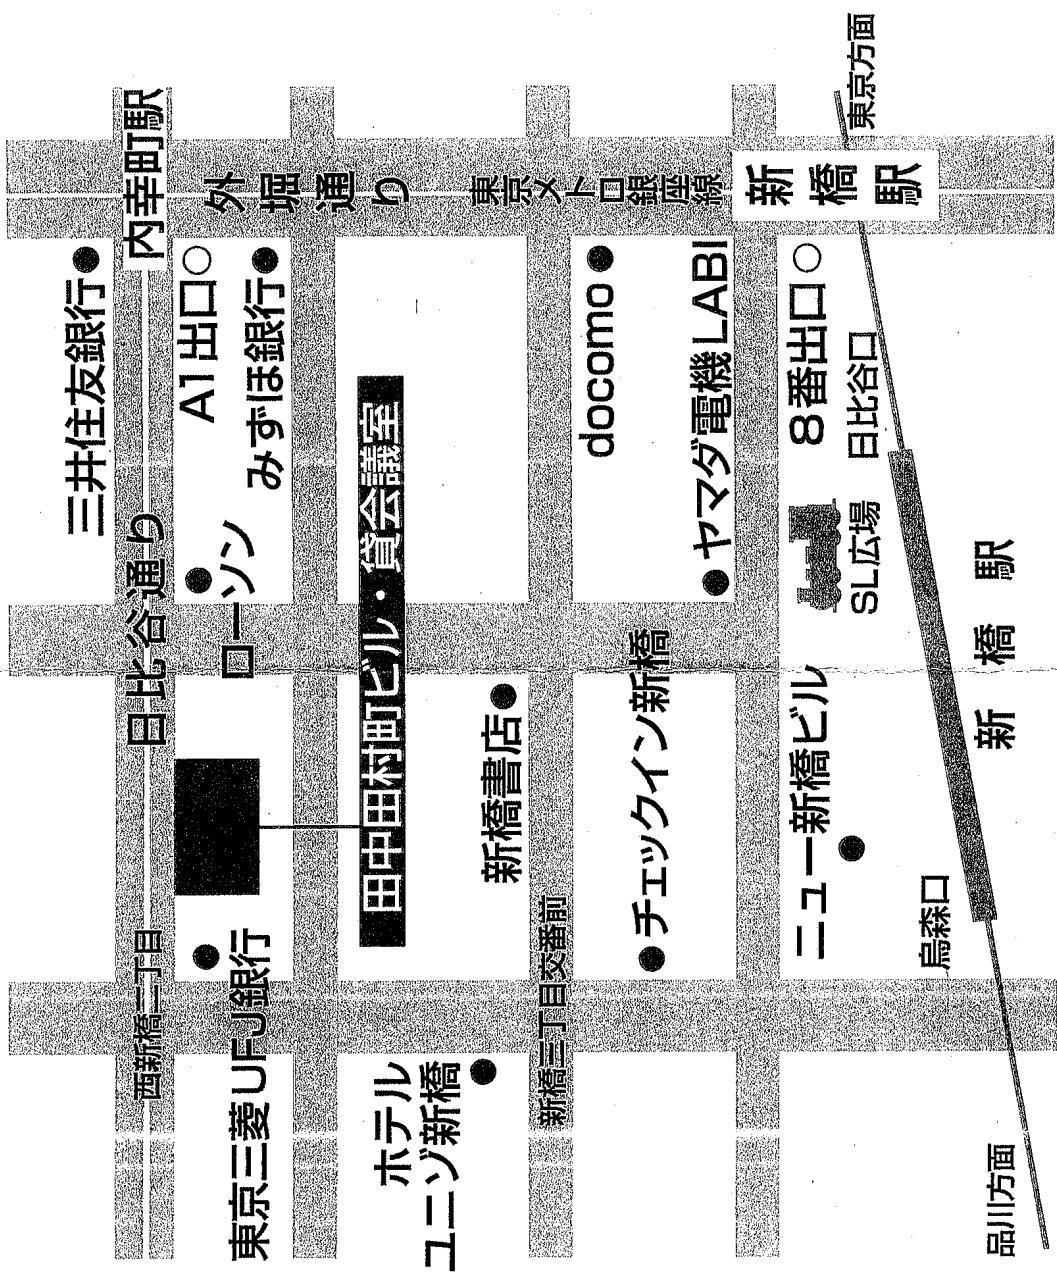 三井住友銀行
内幸町駅
日比谷通り
西新橋二丁目
A1出口
みずほ銀行
ローソン
東京三菱UFJ銀行
外堀通り
田中田村町ビル・貸会議室
ホテル
ユニゾ新橋
新橋書店
東京メトロ銀座線
新橋三丁目交番前
docomo
チェックイン新橋
ヤマダ電機LABI
新橋駅
8番出口
ニュー新橋ビル
日比谷口
SL広場
東京方面
烏森口
新橋駅
品川方面